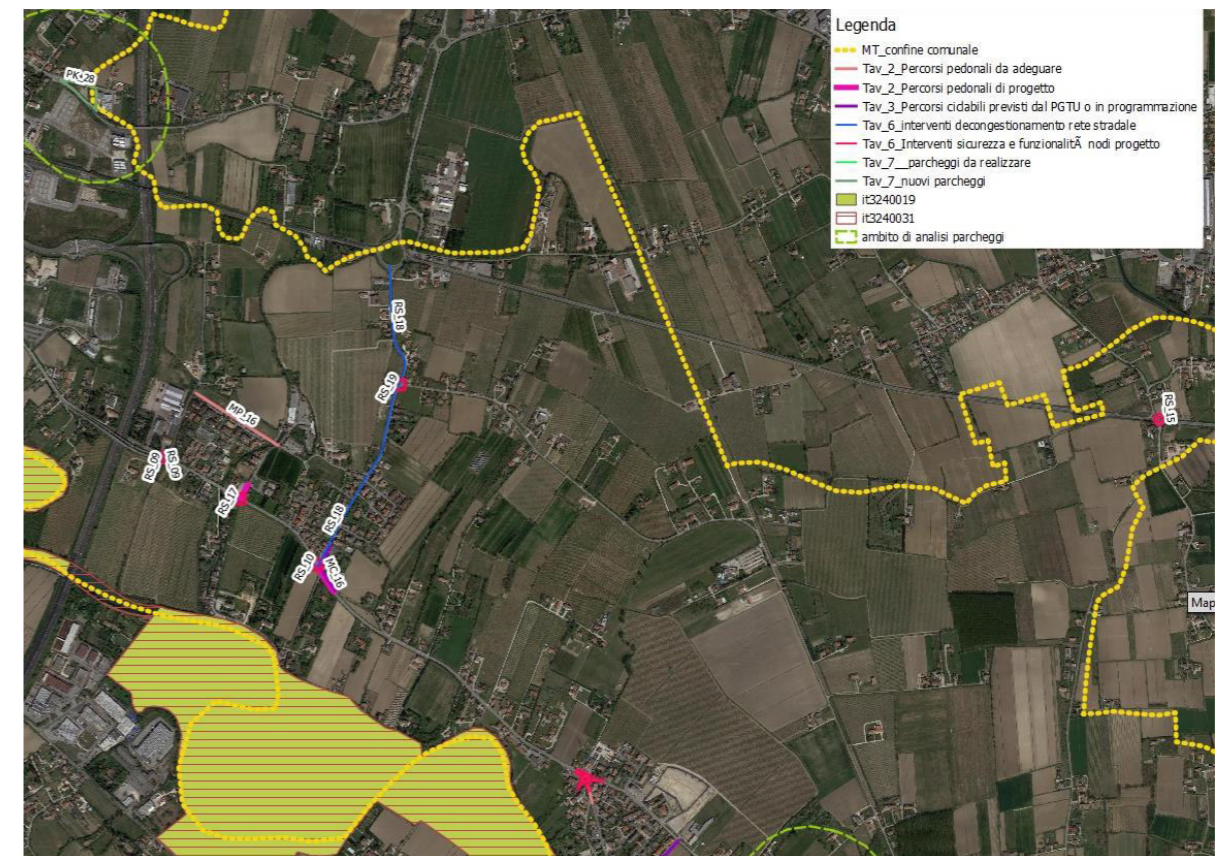 Legenda
MT_confine comunale
Tav_2_Percorsi pedonali da adeguare
Tav_2_Percorsi pedonali di progetto
Tav_3_Percorsi ciclabili previsti dal PGTU o in programmazione
Tav_6_interventi decongestionamento rete stradale
Tav_6_Interventi sicurezza e funzionalitÃ nodi progetto
Tav_7__parcheggi da realizzare
Tav_7_nuovi parcheggi
it3240019
it3240031
ambito di analisi parcheggi
PK_28
RS_18
RS_19
MP_16
RS_15
RS_09
RS_09
RS_17
RS_18
RS_10
MC_16
Map